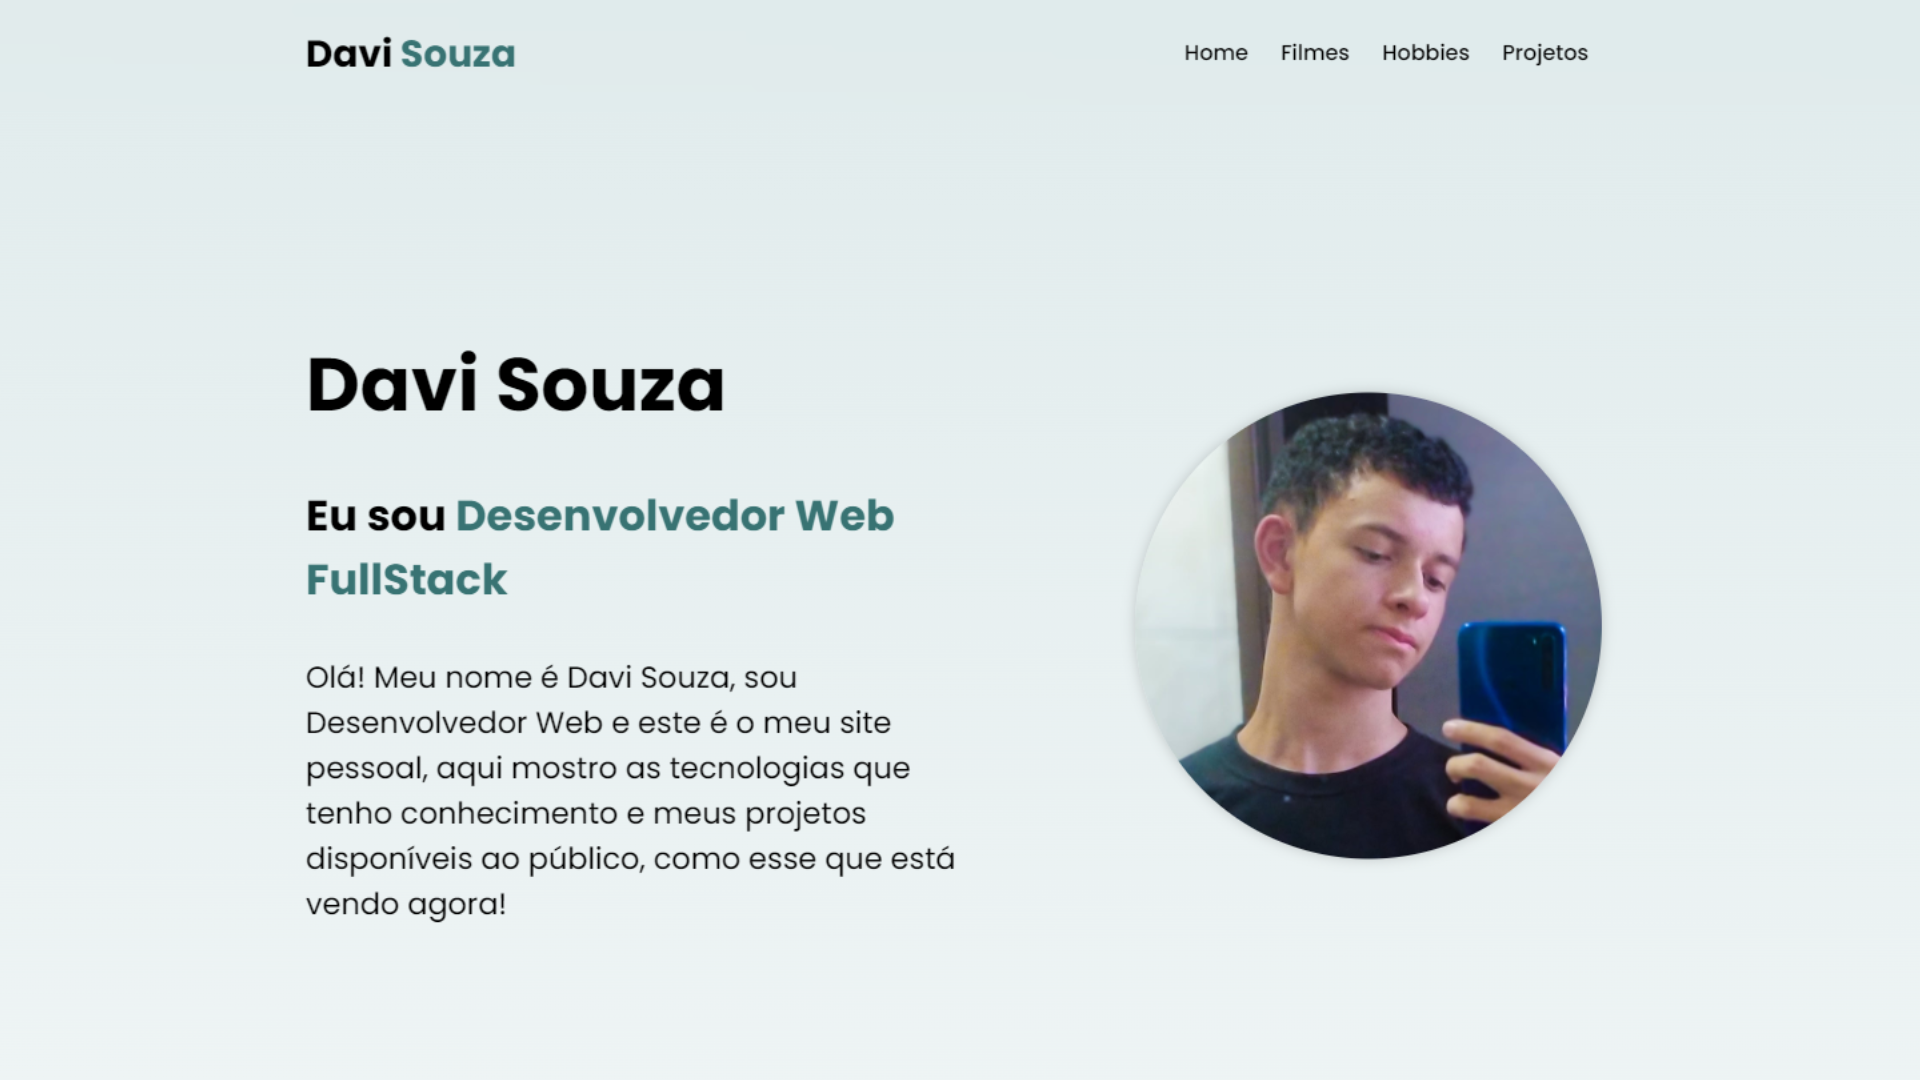 Davi Souza
Home Filmes Hobbies Projetos
Davi Souza
Eu sou Desenvolvedor Web
FullStack
Olá! Meu nome é Davi Souza, sou
Desenvolvedor Web e este é o meu site
pessoal, aqui mostro as tecnologias que
tenho conhecimento e meus projetos
disponíveis ao público, como esse que está
vendo agora!